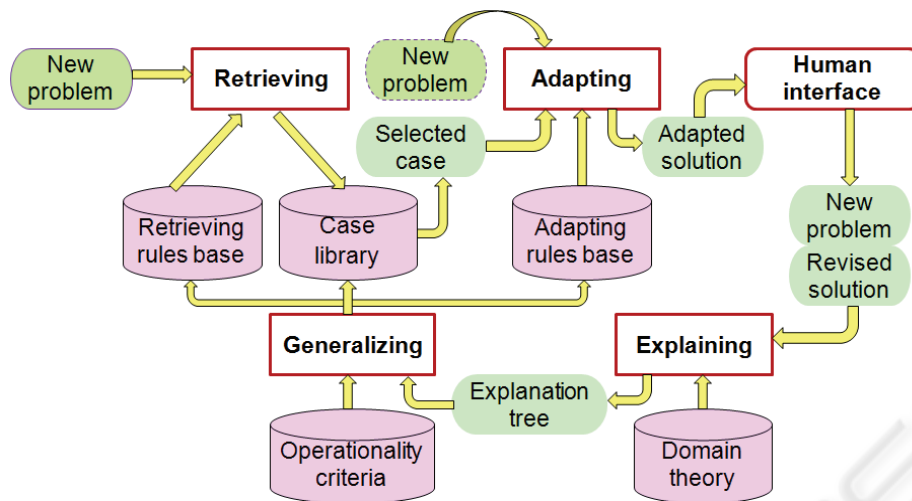 New
problem
Retrieving
New
problem
Adapting
Human
interface
Selected
case
Adapted
solution
Retrieving
rules base
Case
library
Adapting
rules base
New
problem
Revised
solution
Generalizing
Explaining
Explanation
tree
Operationality
criteria
Domain
theory